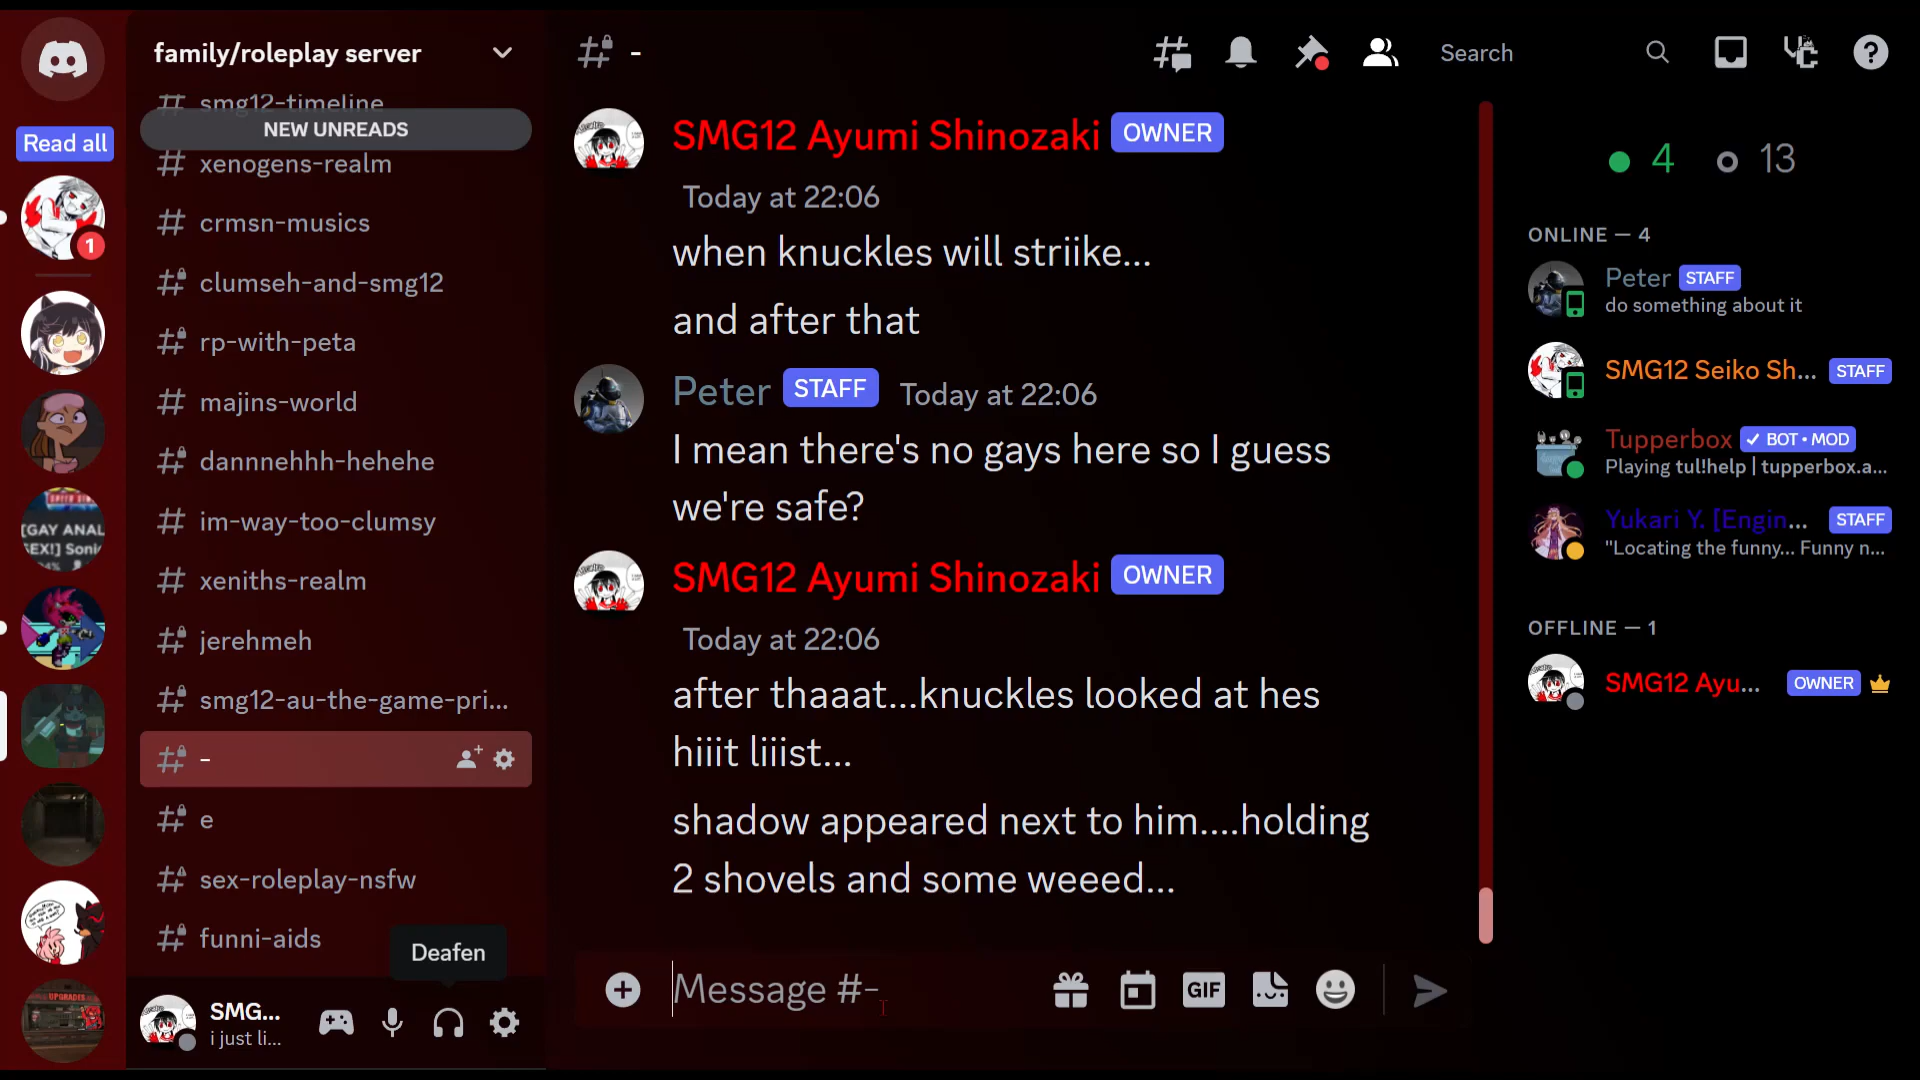 Read all
1
[GAY ANAL
SEX!] Soni
UPGRADES
family/roleplay server
smg12-timeline
NEW UNREADS
xenogens-realm
crmsn-musics
clumseh-and-smg12
rp-with-peta
majins-world
dannnehhh-hehehe
im-way-too-clumsy
xeniths-realm
jerehmeh
smg12-au-the-game-pri...
-
e
sex-roleplay-nsfw
funni-aids
Deafen
SMG...
i just li...
-
Search
SMG12 Ayumi Shinozaki OWNER
Today at 22:06
when knuckles will striike...
and after that
Peter STAFF Today at 22:06
I mean there's no gays here so I guess
we're safe?
SMG12 Ayumi Shinozaki OWNER
Today at 22:06
after thaaat...knuckles looked at hes
hiiit liiist...
shadow appeared next to him....holding
2 shovels and some weeed...
Message #-
GIF
4 13
ONLINE — 4
Peter STAFF
do something about it
SMG12 Seiko Sh... STAFF
Tupperbox ✓ BOT • MOD
Playing tul!help | tupperbox.a...
Yukari Y. [Engin... STAFF
"Locating the funny... Funny n...
OFFLINE — 1
SMG12 Ayu... OWNER